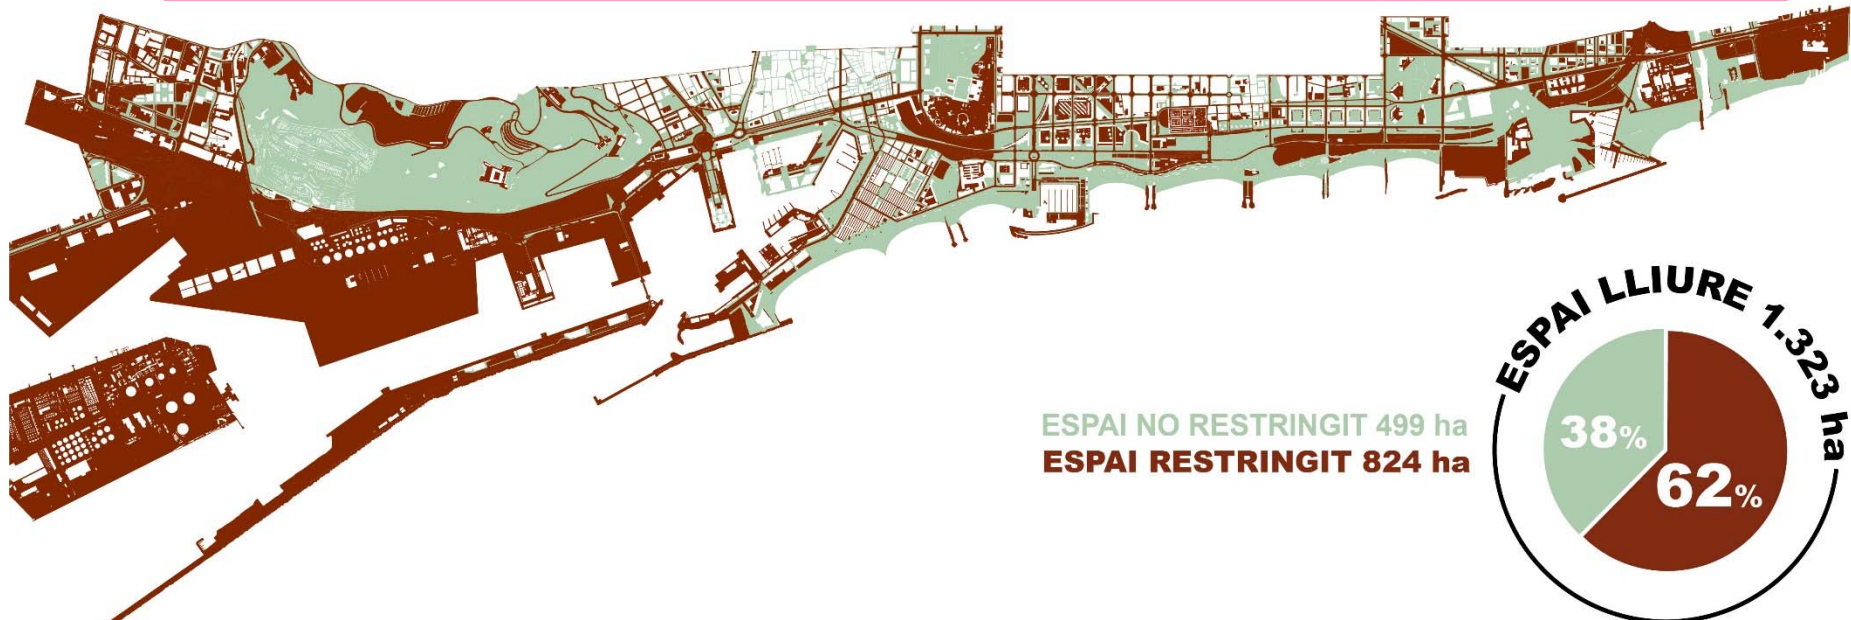 ESPAI LLIURE 1.323 ha
ESPAI NO RESTRINGIT 499 ha
ESPAI RESTRINGIT 824 ha
38%
62%